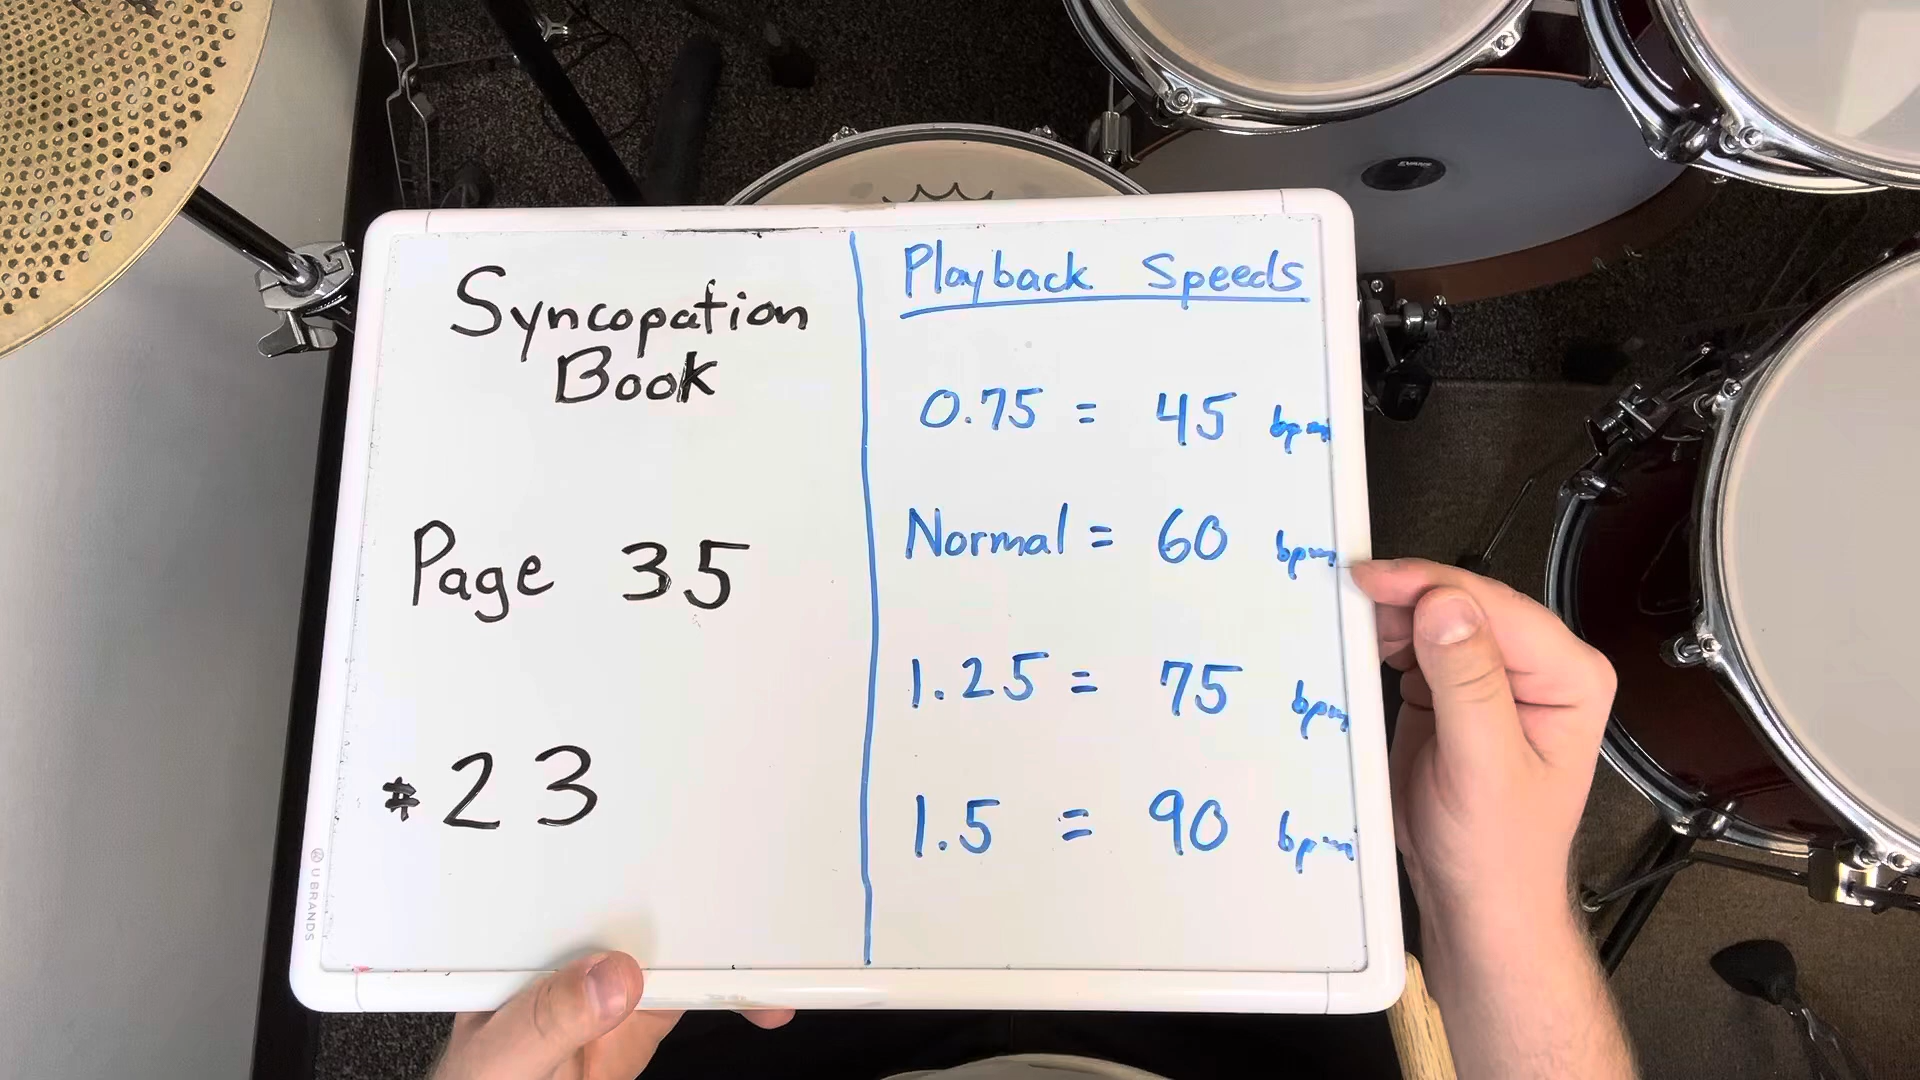 Syncopation
Book
Page 35
#23
Playback Speeds
0.75 = 45 bpm
Normal = 60 bpm
1.25 = 75 bpm
1.5 = 90 bpm
U BRANDS